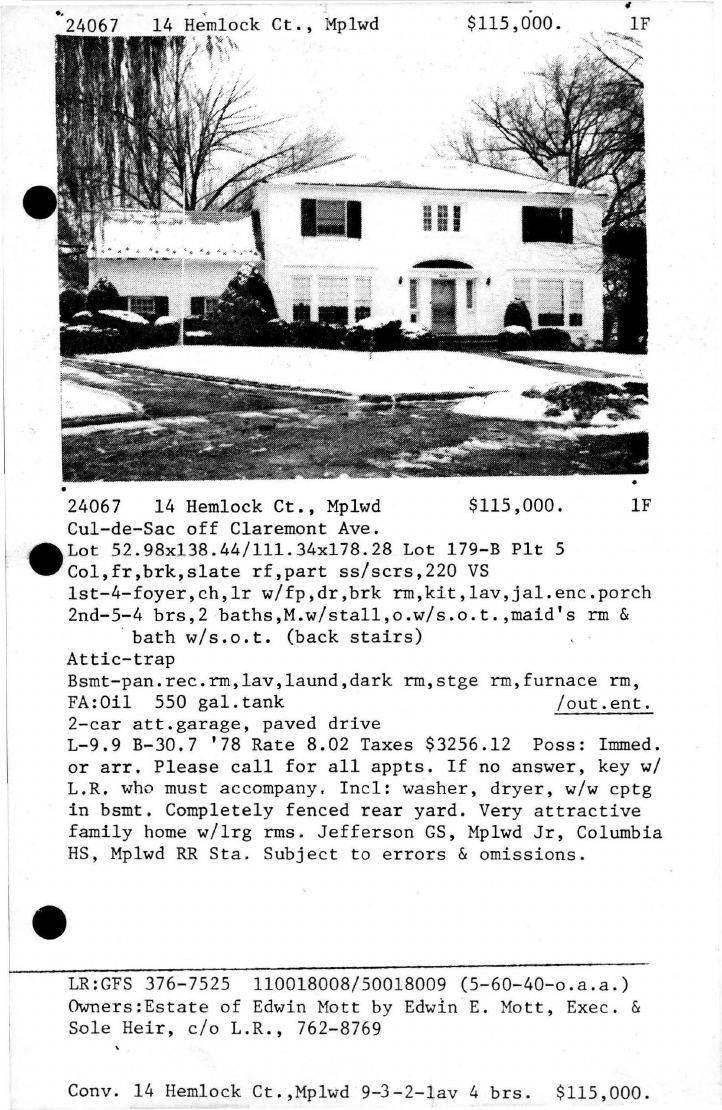 24067 14 Hemlock Ct., Mplwd $115,000. 1F
24067 14 Hemlock Ct., Mplwd $115,000. 1F
Cul-de-Sac off Claremont Ave.
Lot 52.98x138.44/111.34x178.28 Lot 179-B Plt 5
Col,fr,brk,slate rf,part ss/scrs,220 VS
1st-4-foyer,ch,lr w/fp,dr,brk rm,kit,lav,jal.enc.porch
2nd-5-4 brs,2 baths,M.w/stall,o.w/s.o.t.,maid's rm &
bath w/s.o.t. (back stairs)
Attic-trap
Bsmt-pan.rec.rm,lav,laund,dark rm,stge rm,furnace rm,
FA:Oil 550 gal.tank /out.ent.
2-car att.garage, paved drive
L-9.9 B-30.7 '78 Rate 8.02 Taxes $3256.12 Poss: Immed.
or arr. Please call for all appts. If no answer, key w/
L.R. who must accompany. Incl: washer, dryer, w/w cptg
in bsmt. Completely fenced rear yard. Very attractive
family home w/lrg rms. Jefferson GS, Mplwd Jr, Columbia
HS, Mplwd RR Sta. Subject to errors & omissions.
LR:GFS 376-7525 110018008/50018009 (5-60-40-o.a.a.)
Owners:Estate of Edwin Mott by Edwin E. Mott, Exec. &
Sole Heir, c/o L.R., 762-8769
Conv. 14 Hemlock Ct.,Mplwd 9-3-2-lav 4 brs. $115,000.